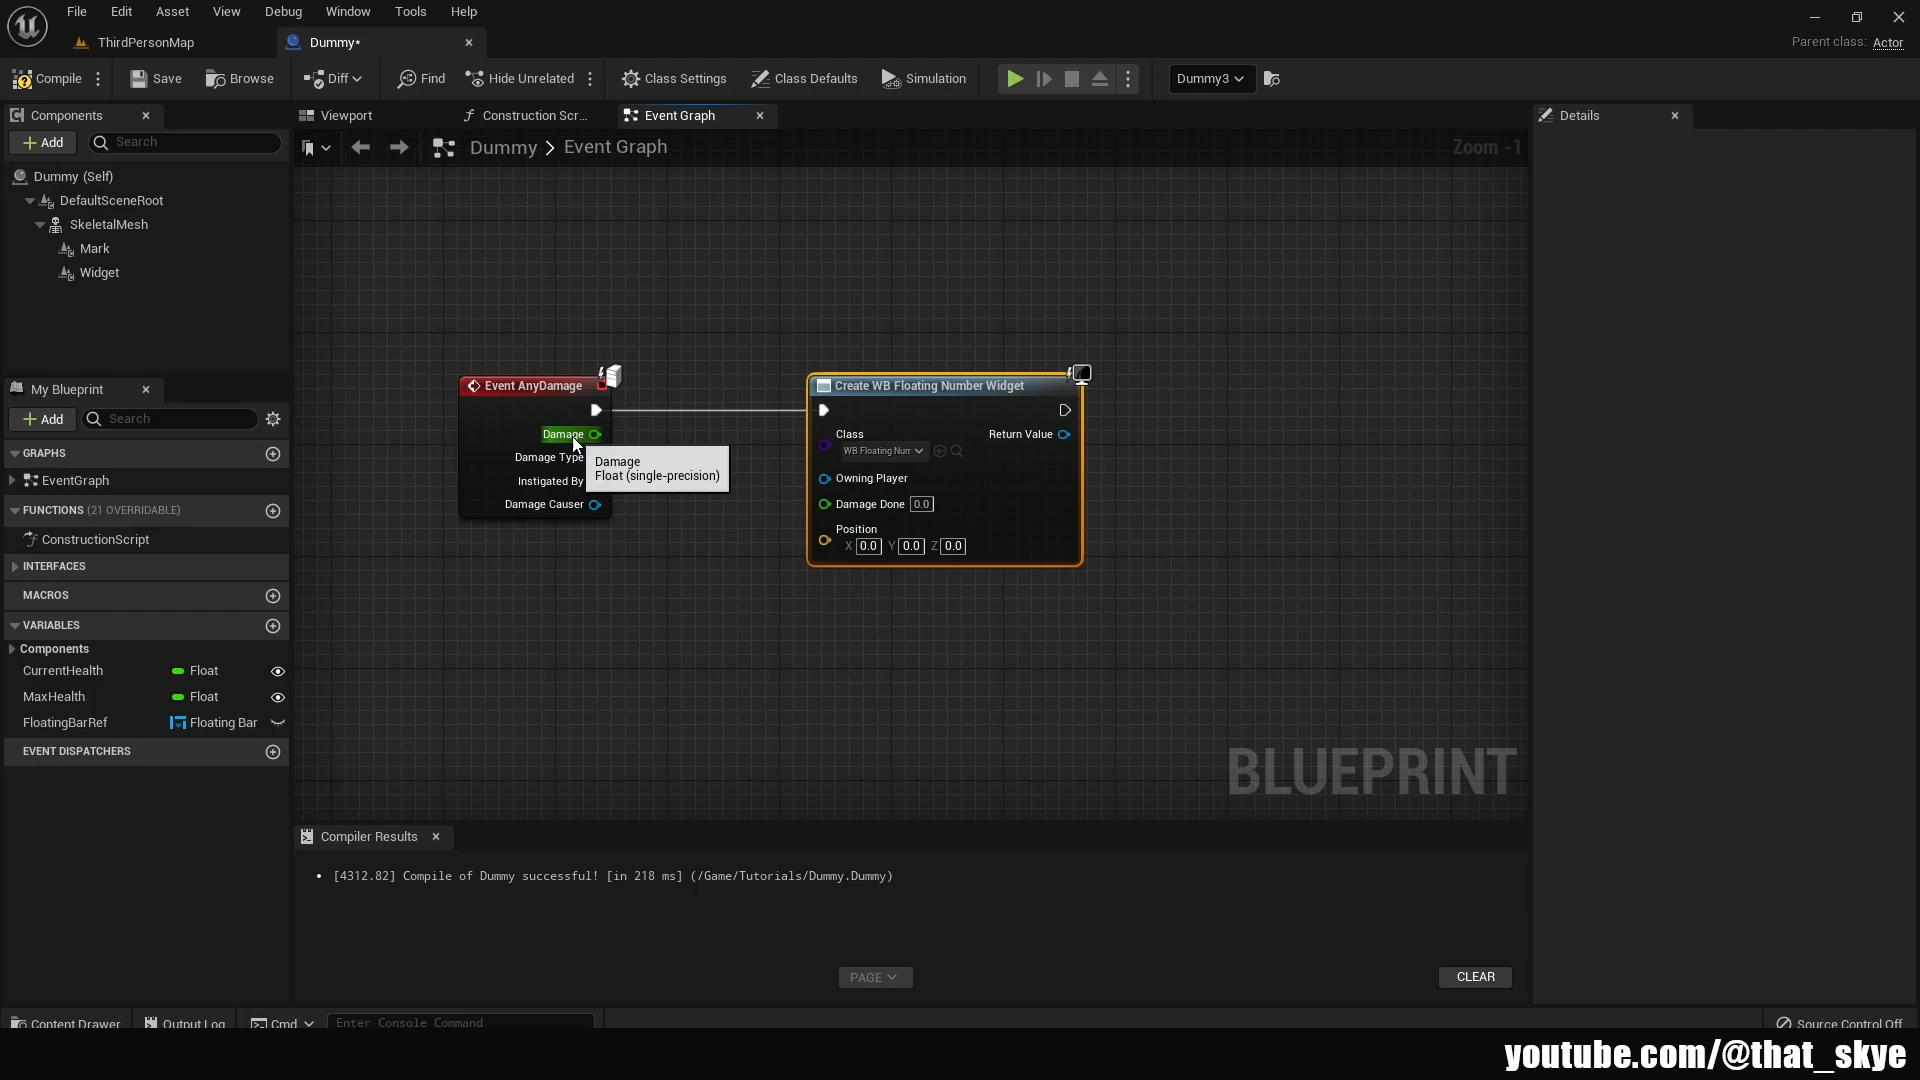 File Edit Asset View Debug Window Tools Help
ThirdPersonMap
Dummy*
Parent class: Actor
Compile Save Browse Diff Find Hide Unrelated Class Settings Class Defaults Simulation Dummy3
Components
Add Search
Dummy (Self)
DefaultSceneRoot
SkeletalMesh
Mark
Widget
My Blueprint
Add Search
GRAPHS
EventGraph
FUNCTIONS (21 OVERRIDABLE)
ConstructionScript
INTERFACES
MACROS
VARIABLES
Components
CurrentHealth Float
MaxHealth Float
FloatingBarRef Floating Bar
EVENT DISPATCHERS
Viewport Construction Scr... Event Graph
Dummy > Event Graph
Zoom -1
Event AnyDamage
Damage
Damage Type
Instigated By
Damage Causer
Damage
Float (single-precision)
Create WB Floating Number Widget
Class
WB Floating Num
Return Value
Owning Player
Damage Done 0.0
Position
X 0.0 Y 0.0 Z 0.0
BLUEPRINT
Compiler Results
• [4312.82] Compile of Dummy successful! [in 218 ms] (/Game/Tutorials/Dummy.Dummy)
PAGE
CLEAR
Details
Content Drawer Output Log Cmd Enter Console Command
Source Control Off
youtube.com/@that_skye